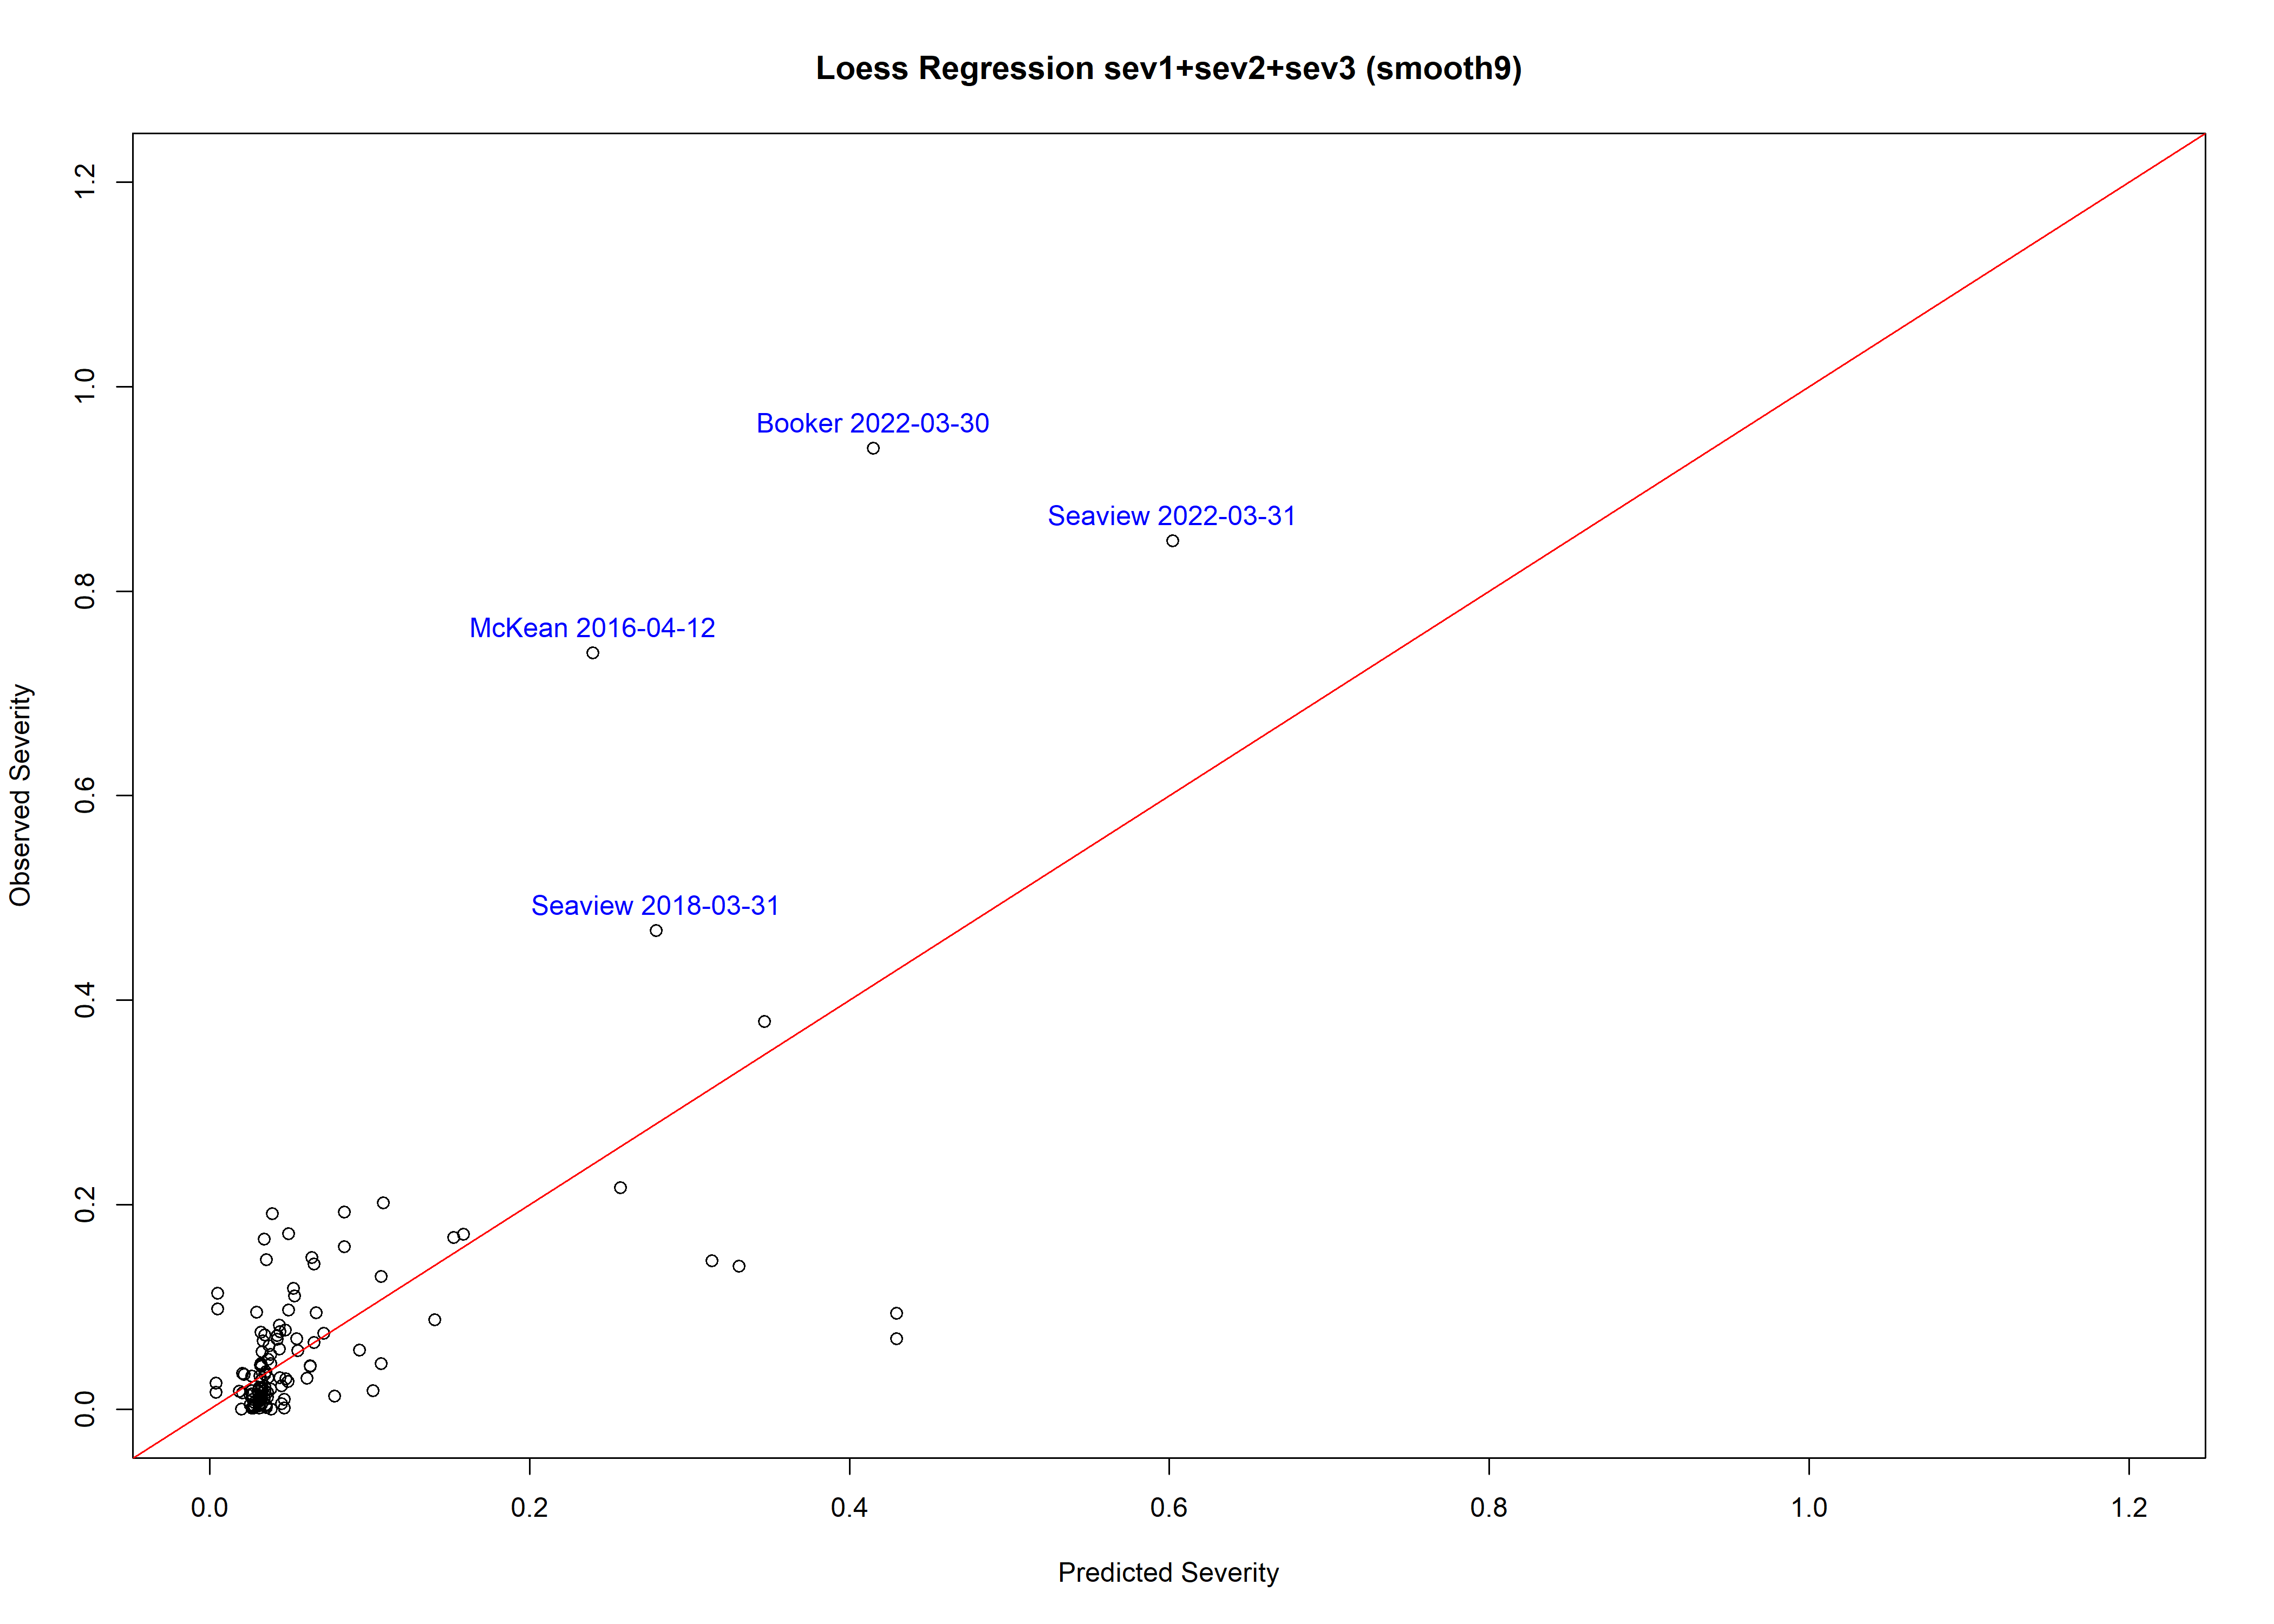 Loess Regression sev1+sev2+sev3 (smooth9)
1.2
1.0
0.8
0.6
0.4
0.2
0.0
Observed Severity
Booker 2022-03-30
Seaview 2022-03-31
McKean 2016-04-12
Seaview 2018-03-31
0.0 0.2 0.4 0.6 0.8 1.0 1.2
Predicted Severity